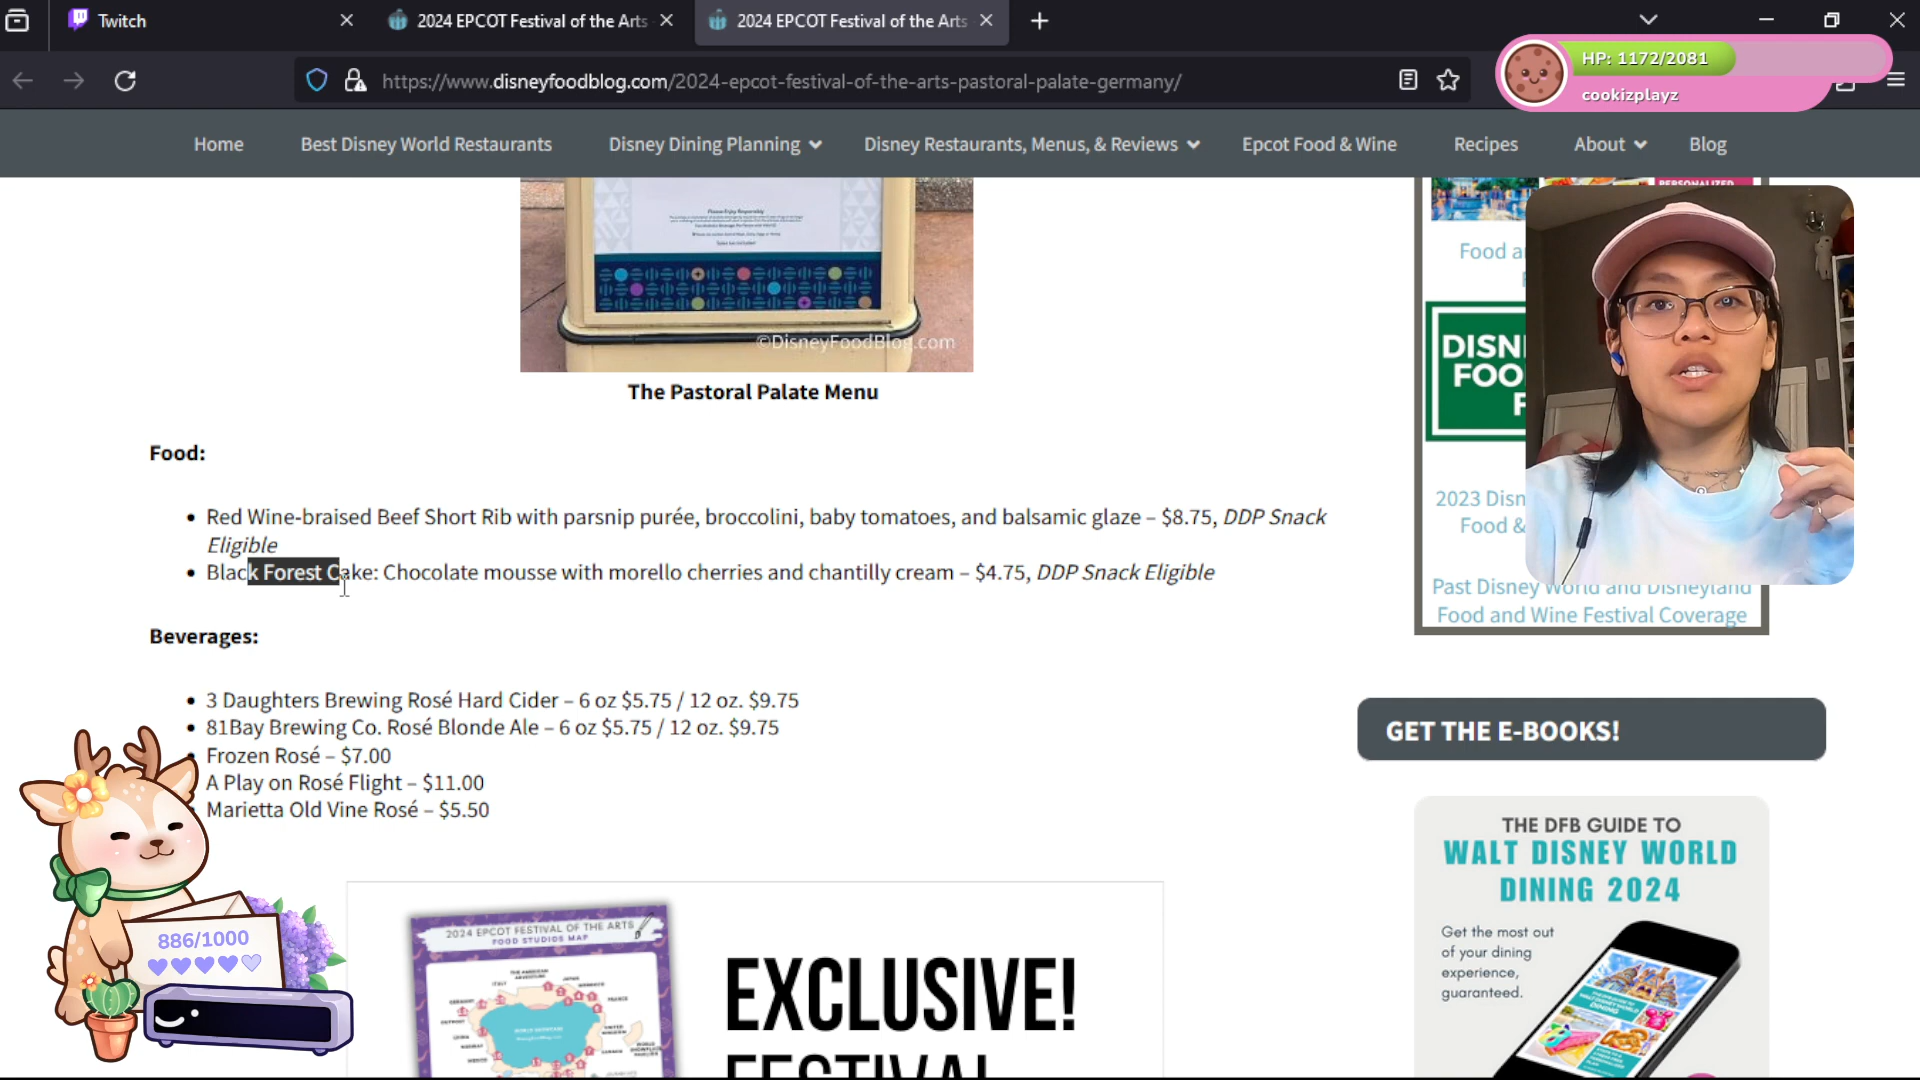 Twitch
2024 EPCOT Festival of the Arts
2024 EPCOT Festival of the Arts
https://www.disneyfoodblog.com/2024-epcot-festival-of-the-arts-pastoral-palate-germany/
HP: 1172/2081
cookizplayz
Home
Best Disney World Restaurants
Disney Dining Planning
Disney Restaurants, Menus, & Reviews
Epcot Food & Wine
Recipes
About
Blog
Please Enjoy Responsibly
©DisneyFoodBlog.com
The Pastoral Palate Menu
Food:
• Red Wine-braised Beef Short Rib with parsnip purée, broccolini, baby tomatoes, and balsamic glaze – $8.75, DDP Snack
Eligible
• Black Forest Cake: Chocolate mousse with morello cherries and chantilly cream – $4.75, DDP Snack Eligible
Beverages:
• 3 Daughters Brewing Rosé Hard Cider – 6 oz $5.75 / 12 oz. $9.75
• 81Bay Brewing Co. Rosé Blonde Ale – 6 oz $5.75 / 12 oz. $9.75
• Frozen Rosé – $7.00
A Play on Rosé Flight – $11.00
Marietta Old Vine Rosé – $5.50
886/1000
2024 EPCOT FESTIVAL OF THE ARTS
FOOD STUDIOS MAP
EXCLUSIVE!
FESTIVAL
PERSONALIZED
Food
DISN
FOO
F
2023 Disn
Food &
Past Disney World and Disneyland
Food and Wine Festival Coverage
GET THE E-BOOKS!
THE DFB GUIDE TO
WALT DISNEY WORLD
DINING 2024
Get the most out
of your dining
experience,
guaranteed.